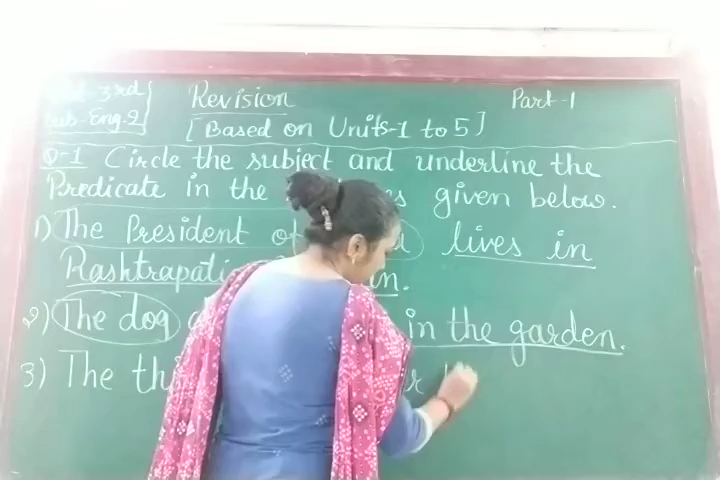 3rd
Sub-Eng-2
Revision
Part-1
[Based on Units-1 to 5]
Q-1 Circle the subject and underline the
Predicate in the given below.
1) The President of lives in
Rashtrapati
2) The dog in the garden.
3) The